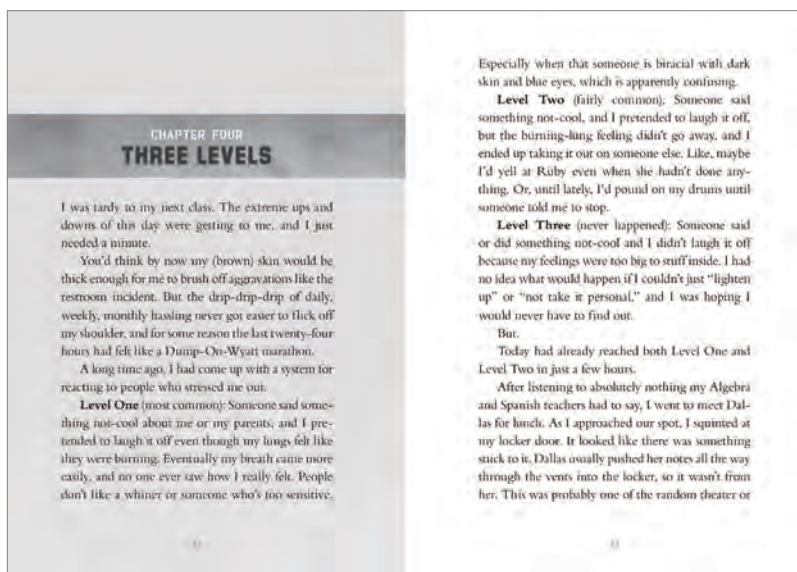 CHAPTER FOUR
THREE LEVELS
I was tardy to my next class. The extreme ups and
downs of this day were getting to me, and I just
needed a minute.
You'd think by now my (brown) skin would be
thick enough for me to brush off aggravations like the
restroom incident. But the drip-drip-drip of daily,
weekly, monthly hassling never got easier to flick off
my shoulder, and for some reason the last twenty-four
hours had felt like a Dump-On-Wyatt marathon.
A long time ago, I had come up with a system for
reacting to people who stressed me out.
Level One (most common): Someone said some-
thing not-cool about me or my parents, and I pre-
tended to laugh it off even though my lungs felt like
they were burning. Eventually my breath came more
easily, and no one ever saw how I really felt. People
don't like a whiner or someone who's too sensitive.
Especially when that someone is biracial with dark
skin and blue eyes, which is apparently confusing.
Level Two (fairly common): Someone said
something not-cool, and I pretended to laugh it off,
but the burning-lung feeling didn't go away, and I
ended up taking it out on someone else. Like, maybe
I'd yell at Ruby even when she hadn't done any-
thing. Or, until lately, I'd pound on my drums until
someone told me to stop.
Level Three (never happened): Someone said
or did something not-cool and I didn't laugh it off
because my feelings were too big to stuff inside. I had
no idea what would happen if I couldn't just "lighten
up" or "not take it personal," and I was hoping I
would never have to find out.
But.
Today had already reached both Level One and
Level Two in just a few hours.
After listening to absolutely nothing my Algebra
and Spanish teachers had to say, I went to meet Dal-
las for lunch. As I approached our spot, I squinted at
my locker door. It looked like there was something
stuck to it. Dallas usually pushed her notes all the way
through the vents into the locker, so it wasn't from
her. This was probably one of the random theater or